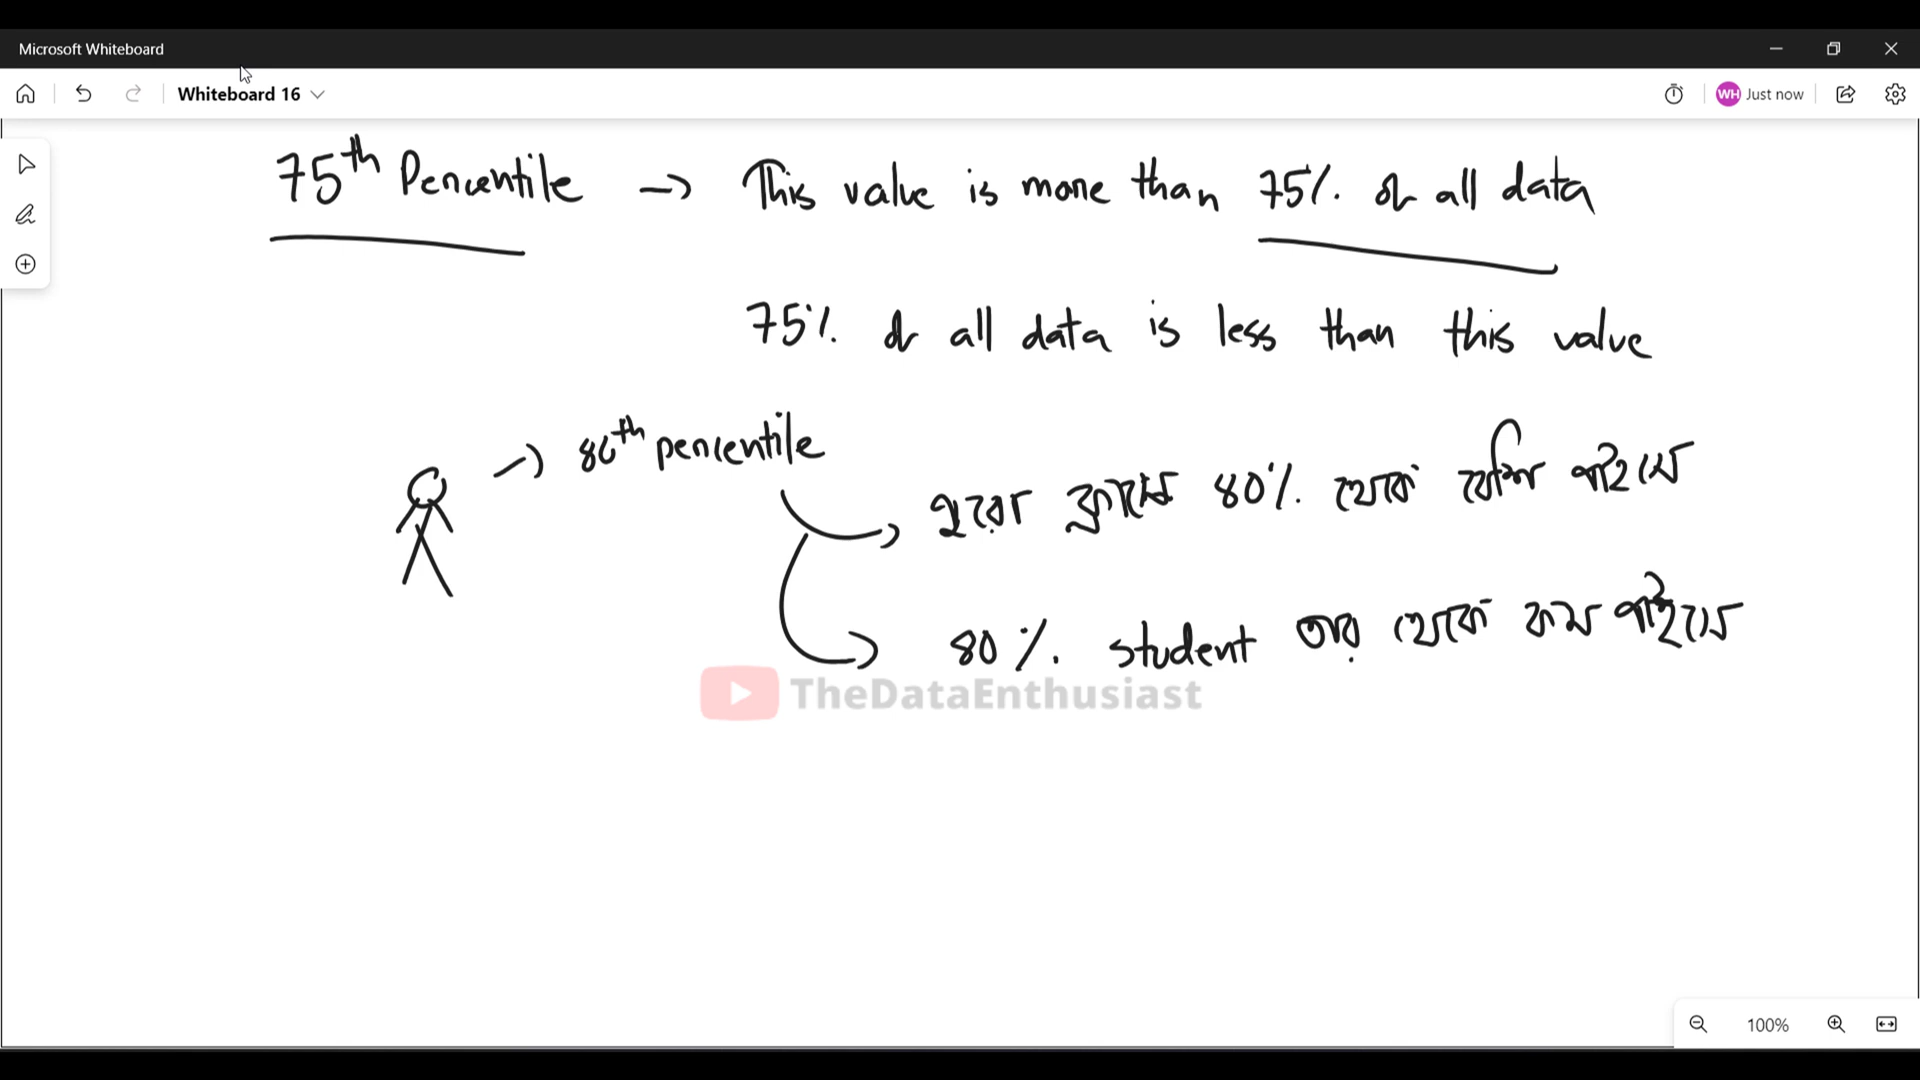 Microsoft Whiteboard
Whiteboard 16
WH Just now
75th Percentile → This value is more than 75% of all data
75% of all data is less than this value
→ 80th percentile
পুরো ক্লাসের 80% থেকে বেশি পাইছে
80% student তার থেকে কম পাইছে
TheDataEnthusiast
100%